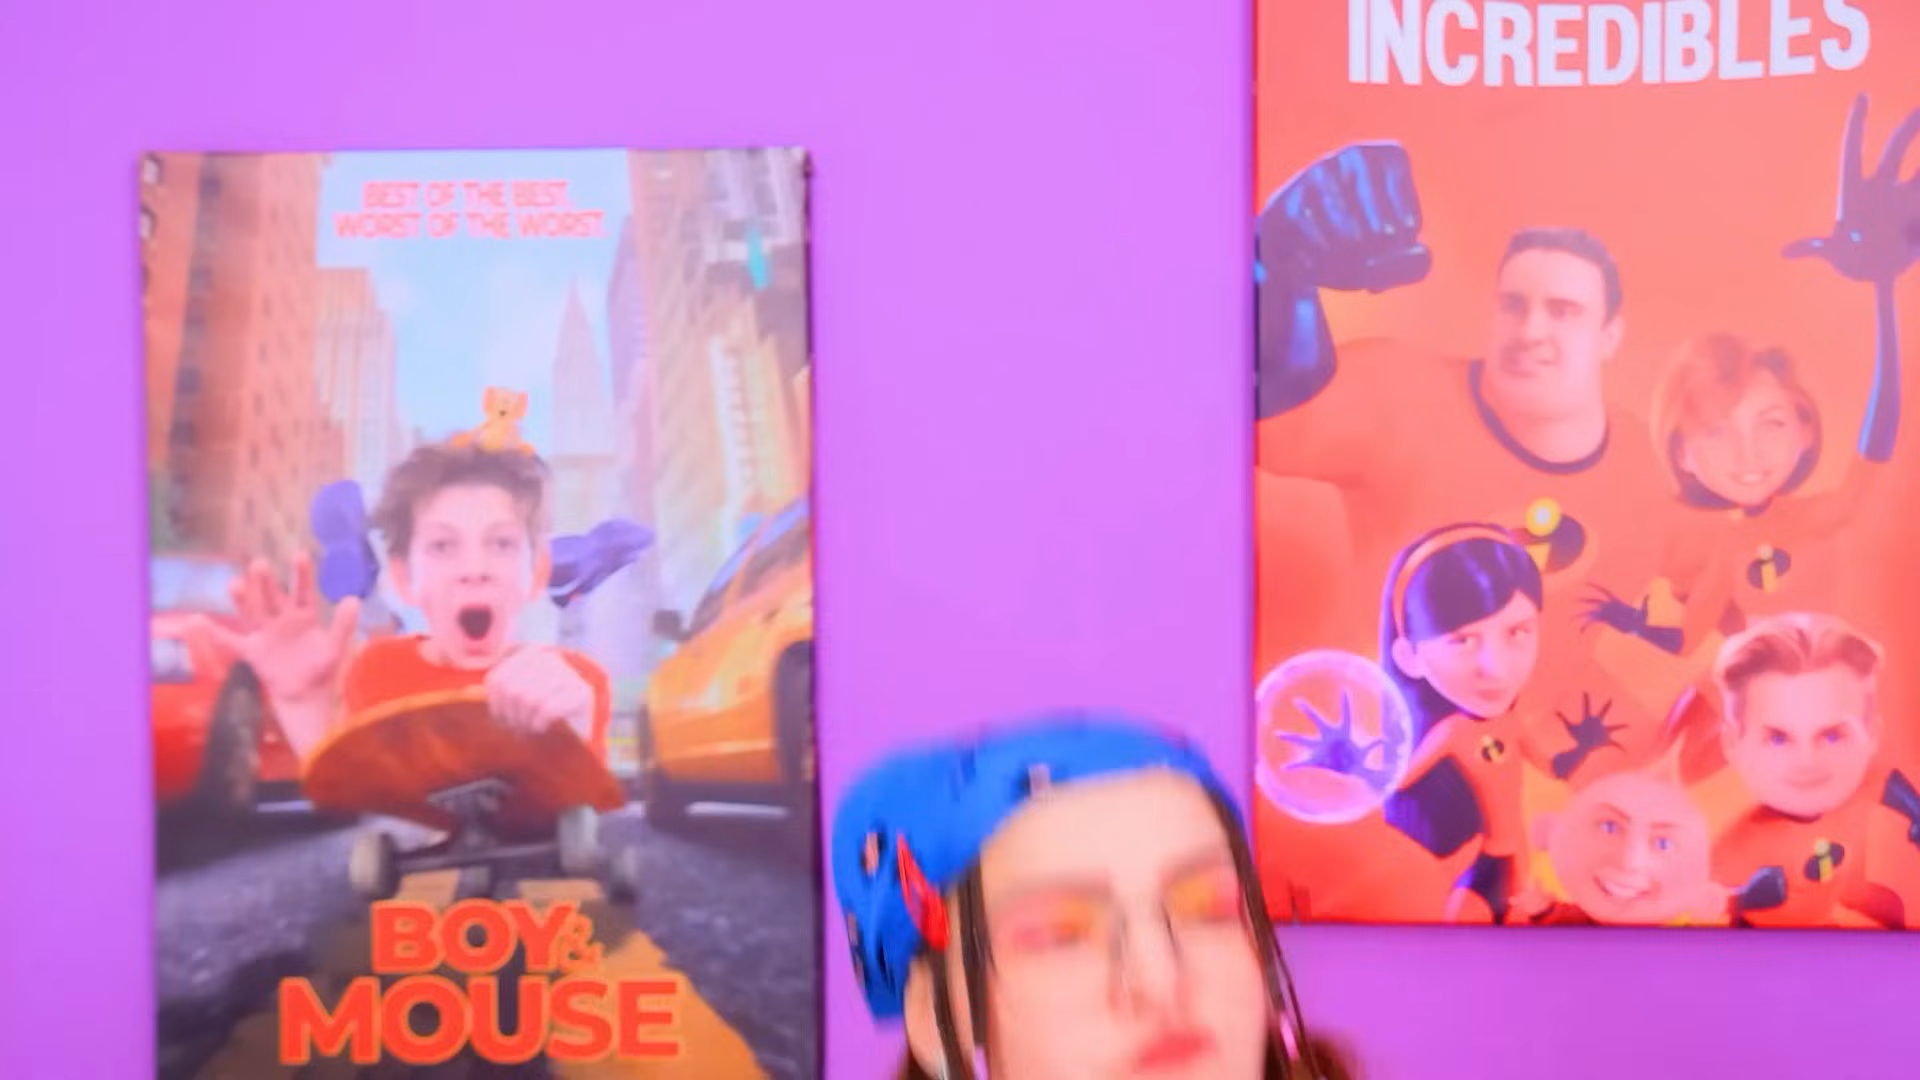 BEST OF THE BEST.
WORST OF THE WORST.
BOY &
MOUSE
INCREDIBLES